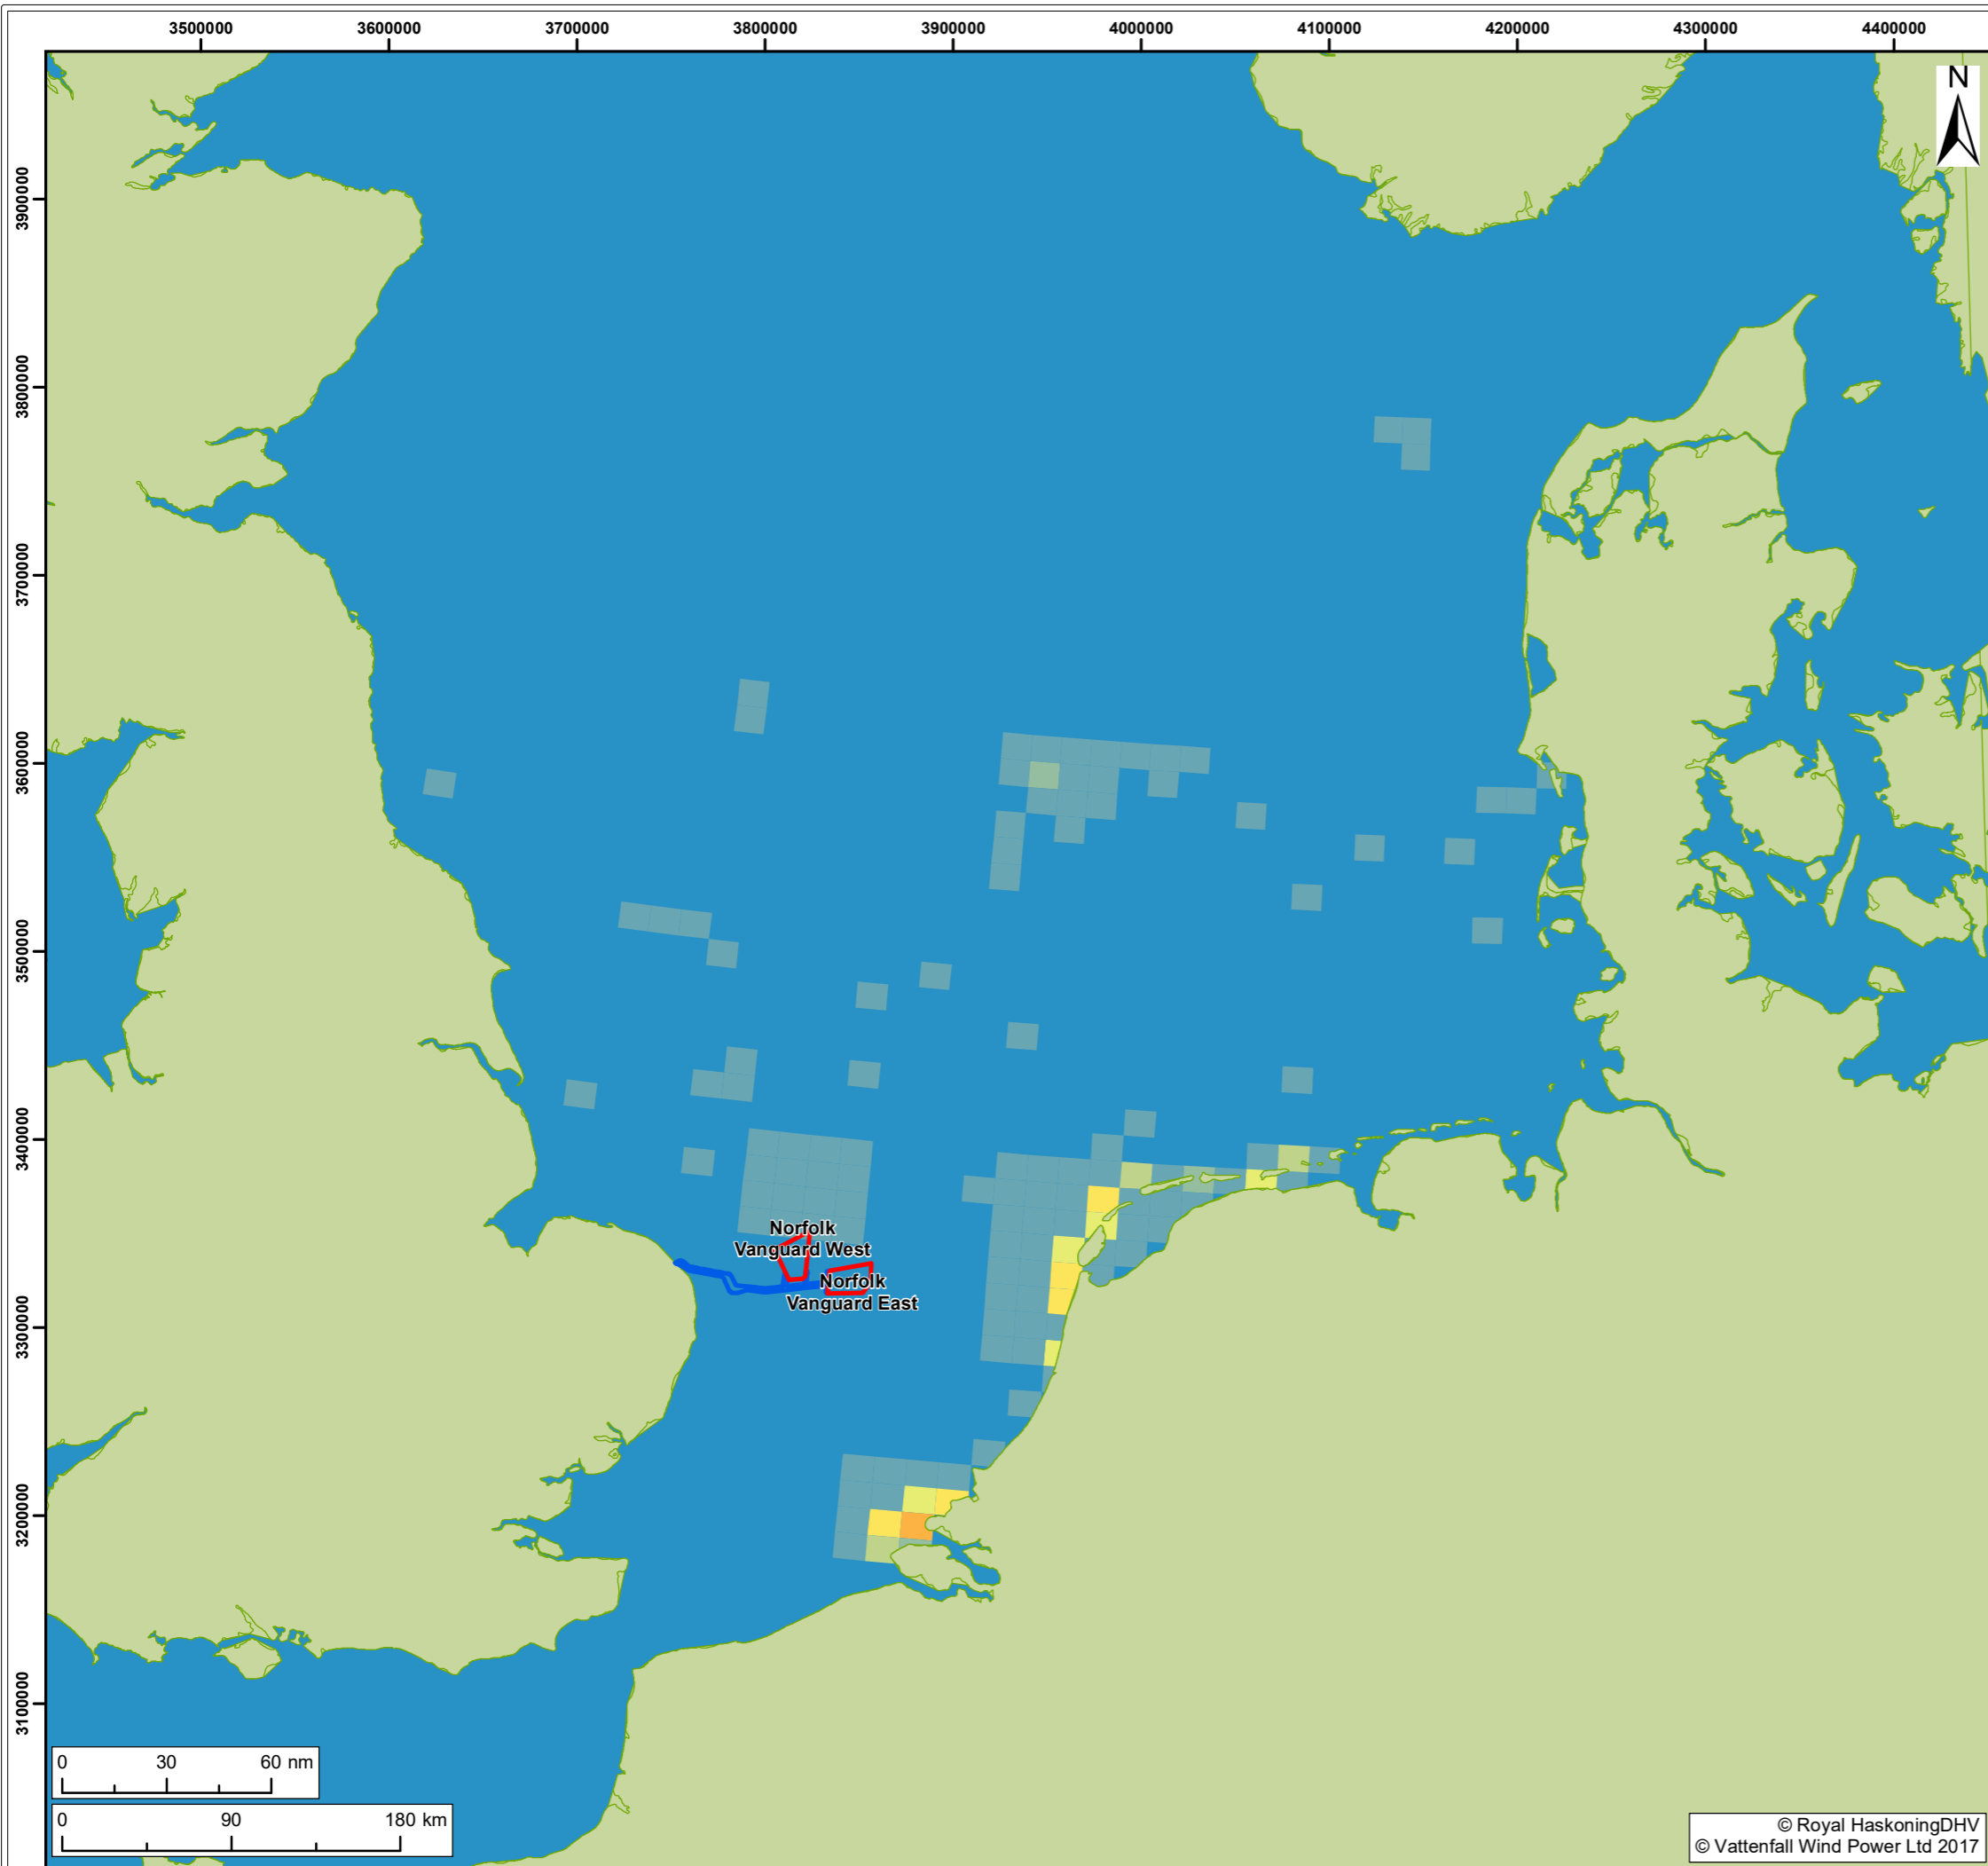 3500000 3600000 3700000 3800000 3900000 4000000 4100000 4200000 4300000 4400000
N
3900000
3800000
3700000
3600000
3500000
3400000
3300000
3200000
3100000
Norfolk
Vanguard West
Norfolk
Vanguard East
0 30 60 nm
0 90 180 km
© Royal HaskoningDHV
© Vattenfall Wind Power Ltd 2017